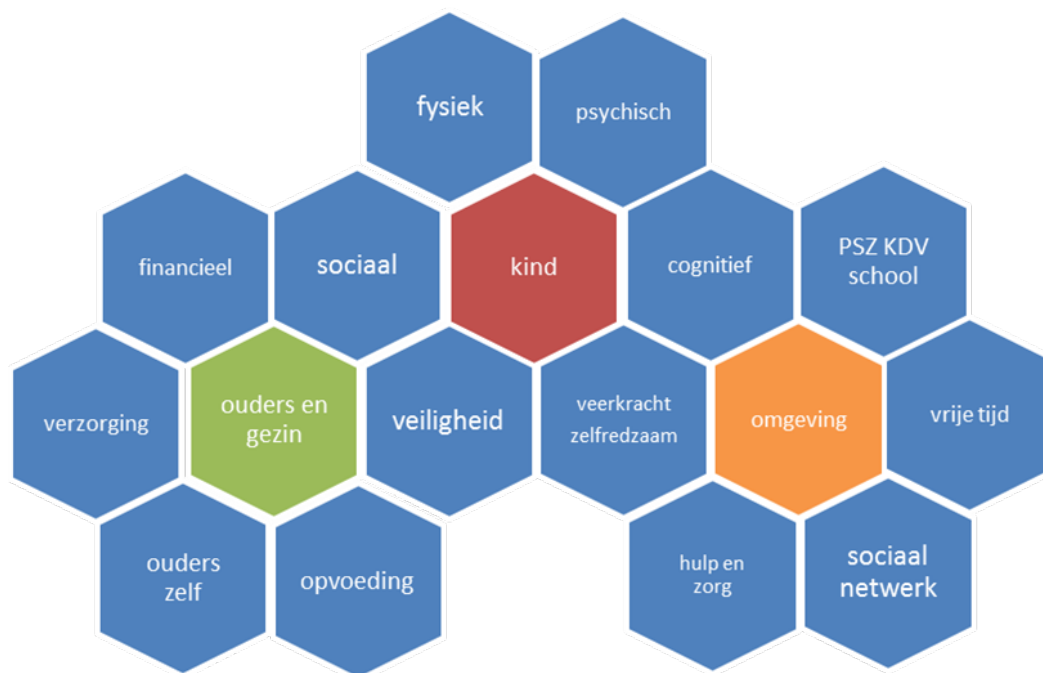 fysiek
psychisch
financieel
sociaal
kind
cognitief
PSZ KDV
school
verzorging
ouders en
gezin
veiligheid
veerkracht
zelfredzaam
omgeving
vrije tijd
ouders
zelf
opvoeding
hulp en
zorg
sociaal
netwerk